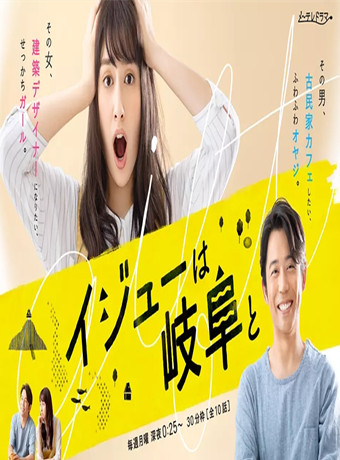 メ〜テレドラマ
その男、
古民家カフェしたい、
ふわふわオヤジ。
その女、
建築デザイナーになりたい、
せっかちガール。
イジューは
岐阜と
毎週月曜 深夜0:25〜 30分枠[全10話]